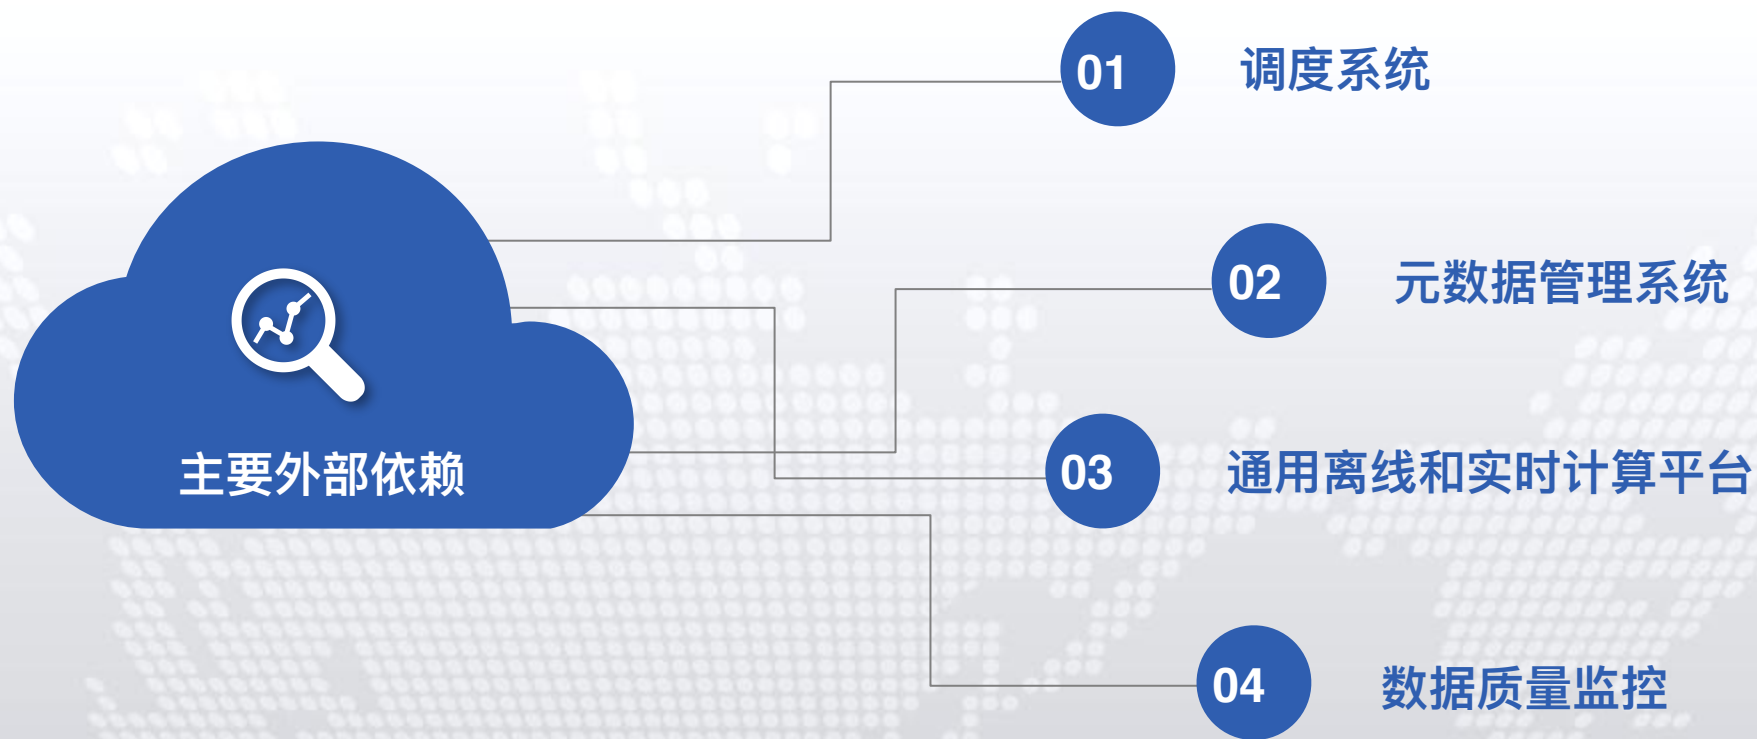 01 调度系统
02 元数据管理系统
主要外部依赖
03 通用离线和实时计算平台
04 数据质量监控